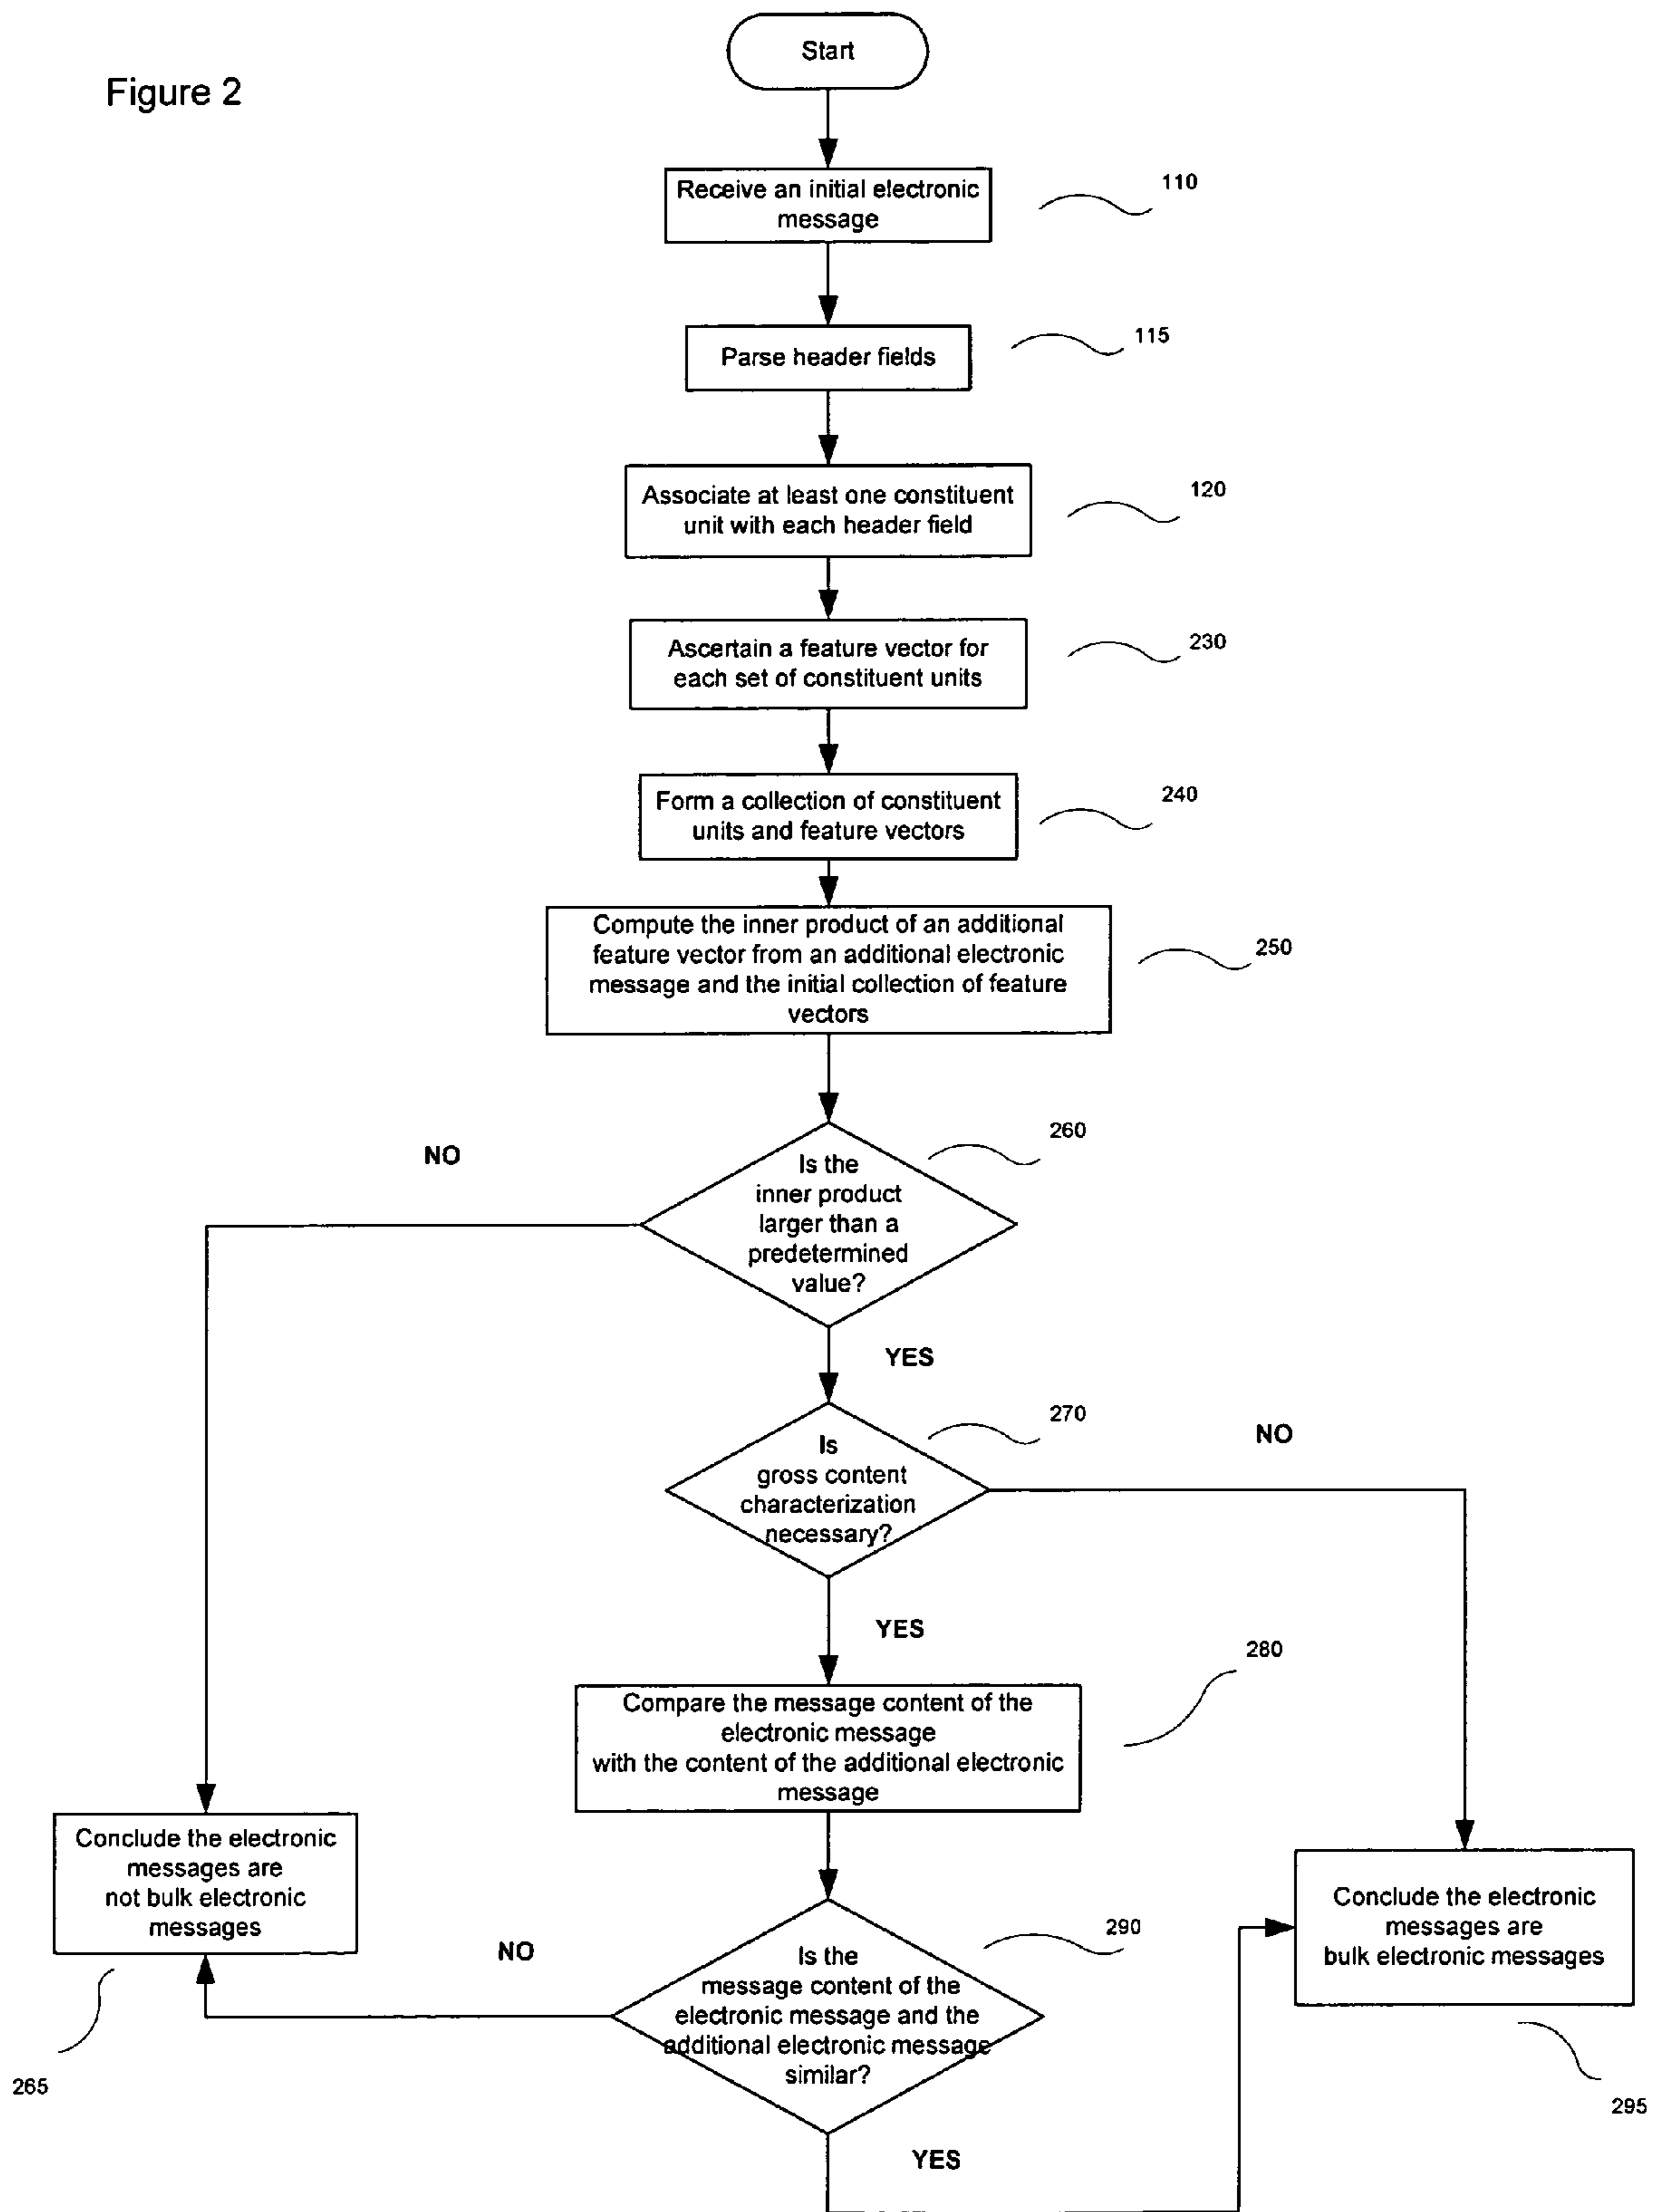 Start
Figure 2
Receive an initial electronic
message
110
Parse header fields
115
Associate at least one constituent
unit with each header field
120
Ascertain a feature vector for
each set of constituent units
230
Form a collection of constituent
units and feature vectors
240
Compute the inner product of an additional
feature vector from an additional electronic
message and the initial collection of feature
vectors
250
260
NO
Is the
inner product
larger than a
predetermined
value?
YES
270
NO
Is
gross content
characterization
necessary?
YES
280
Compare the message content of the
electronic message
with the content of the additional electronic
message
Conclude the electronic
messages are
not bulk electronic
messages
265
NO
290
Is the
message content of the
electronic message and the
additional electronic message
similar?
Conclude the electronic
messages are
bulk electronic messages
295
YES